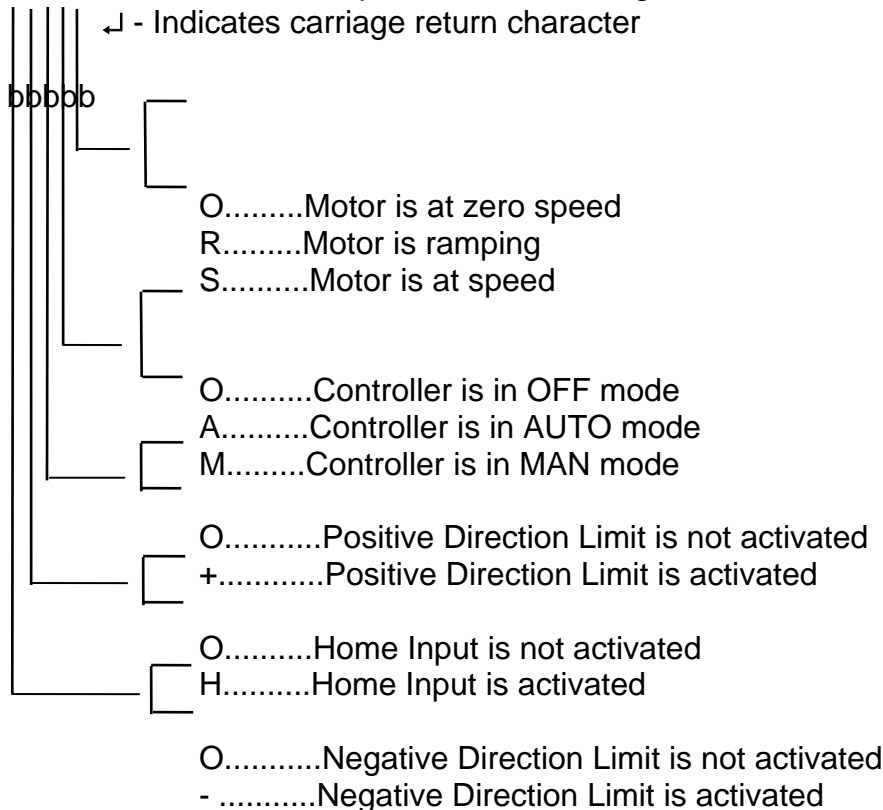 ↲ - Indicates carriage return character
bbbbb
O.........Motor is at zero speed
R.........Motor is ramping
S..........Motor is at speed
O..........Controller is in OFF mode
A..........Controller is in AUTO mode
M.........Controller is in MAN mode
O...........Positive Direction Limit is not activated
+............Positive Direction Limit is activated
O..........Home Input is not activated
H..........Home Input is activated
O...........Negative Direction Limit is not activated
- ...........Negative Direction Limit is activated